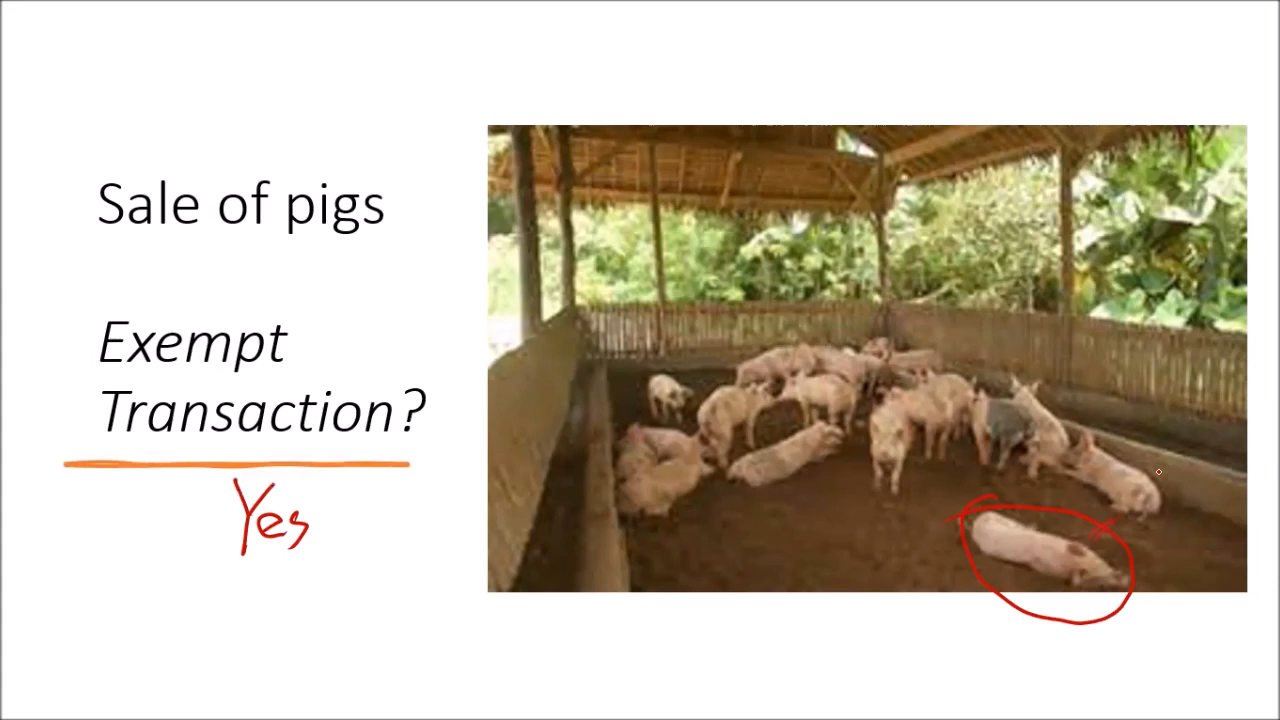 Sale of pigs
Exempt
Transaction?
Yes